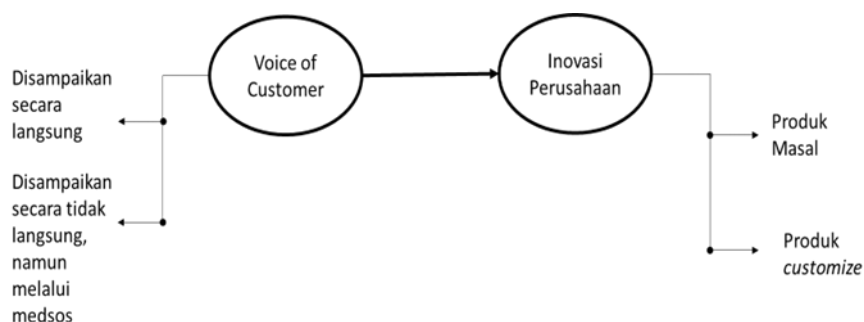 Voice of
Customer
Inovasi
Perusahaan
Disampaikan
secara
langsung
Disampaikan
secara tidak
langsung,
namun
melalui
medsos
Produk
Masal
Produk
customize